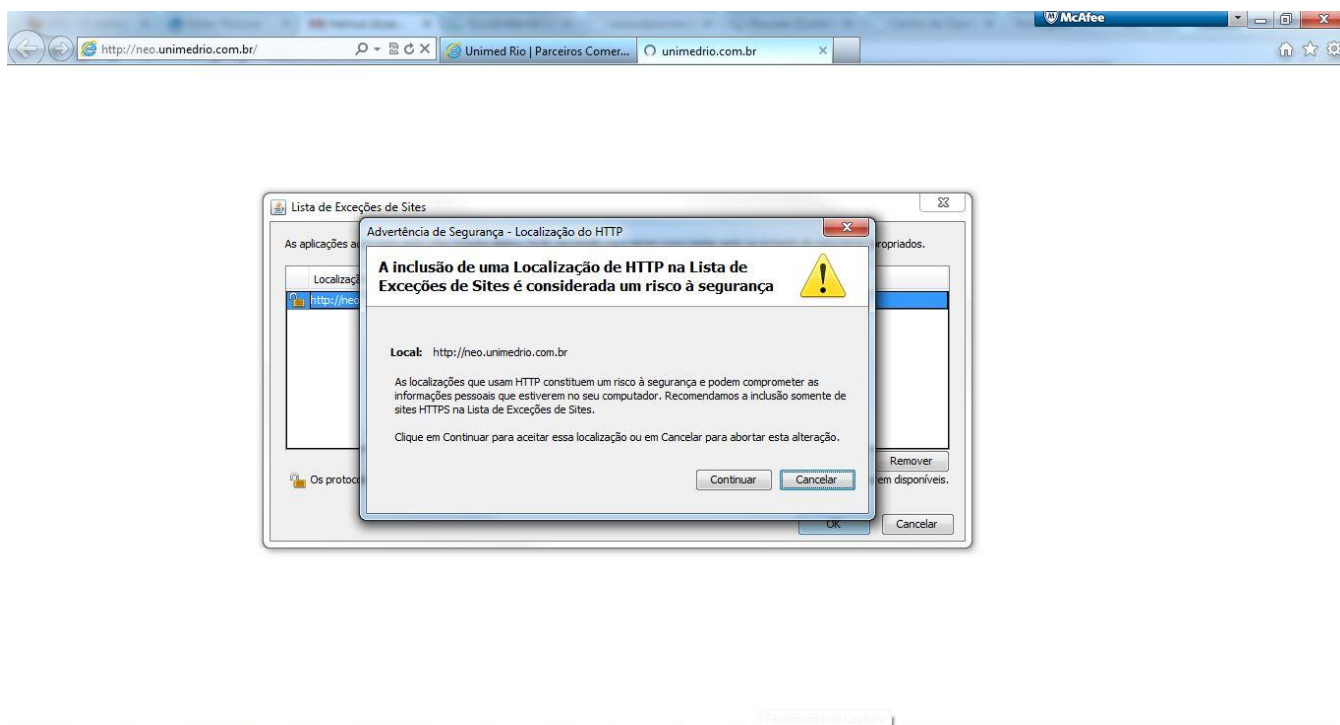 McAfee
http://neo.unimedrio.com.br/
Unimed Rio | Parceiros Comer...
unimedrio.com.br
Lista de Exceções de Sites
As aplicações a
ropriados.
Localizaçã
http://neo
Advertência de Segurança - Localização do HTTP
A inclusão de uma Localização de HTTP na Lista de
Exceções de Sites é considerada um risco à segurança
Local: http://neo.unimedrio.com.br
As localizações que usam HTTP constituem um risco à segurança e podem comprometer as
informações pessoais que estiverem no seu computador. Recomendamos a inclusão somente de
sites HTTPS na Lista de Exceções de Sites.
Clique em Continuar para aceitar essa localização ou em Cancelar para abortar esta alteração.
Continuar
Cancelar
Remover
Os protoco
em disponíveis.
OK
Cancelar